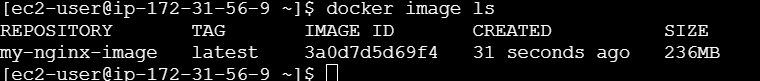 [ec2-user@ip-172-31-56-9 ~]$ docker image ls
REPOSITORY TAG IMAGE ID CREATED SIZE
my-nginx-image latest 3a0d7d5d69f4 31 seconds ago 236MB
[ec2-user@ip-172-31-56-9 ~]$